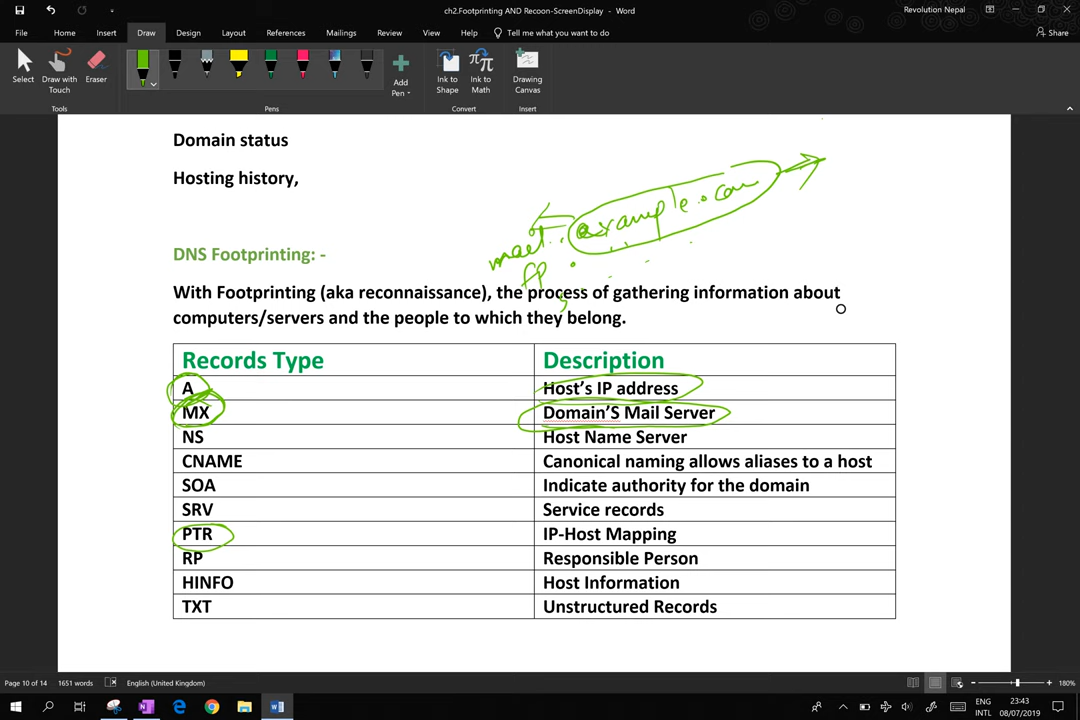 ch2.Footprinting AND Recoon-ScreenDisplay - Word
Revolution Nepal
File Home Insert Draw Design Layout References Mailings Review View Help Tell me what you want to do Share
Select Draw with Touch Eraser Add Pen Ink to Shape Ink to Math Drawing Canvas
Tools Pens Convert Insert
Domain status
Hosting history,
example.com
DNS Footprinting: -
With Footprinting (aka reconnaissance), the process of gathering information about
computers/servers and the people to which they belong.
Records Type Description
A Host's IP address
MX Domain'S Mail Server
NS Host Name Server
CNAME Canonical naming allows aliases to a host
SOA Indicate authority for the domain
SRV Service records
PTR IP-Host Mapping
RP Responsible Person
HINFO Host Information
TXT Unstructured Records
Page 10 of 14 1651 words English (United Kingdom) 180%
ENG 23:43
INTL 08/07/2019